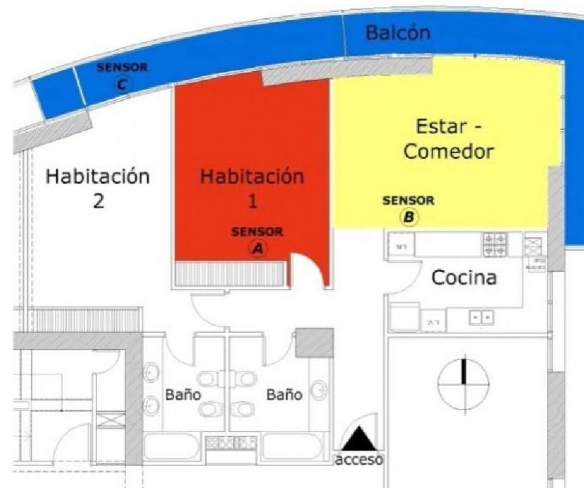 Balcón
SENSOR
C
Estar -
Comedor
Habitación
2
Habitación
1
SENSOR
B
SENSOR
A
Cocina
Baño
Baño
acceso